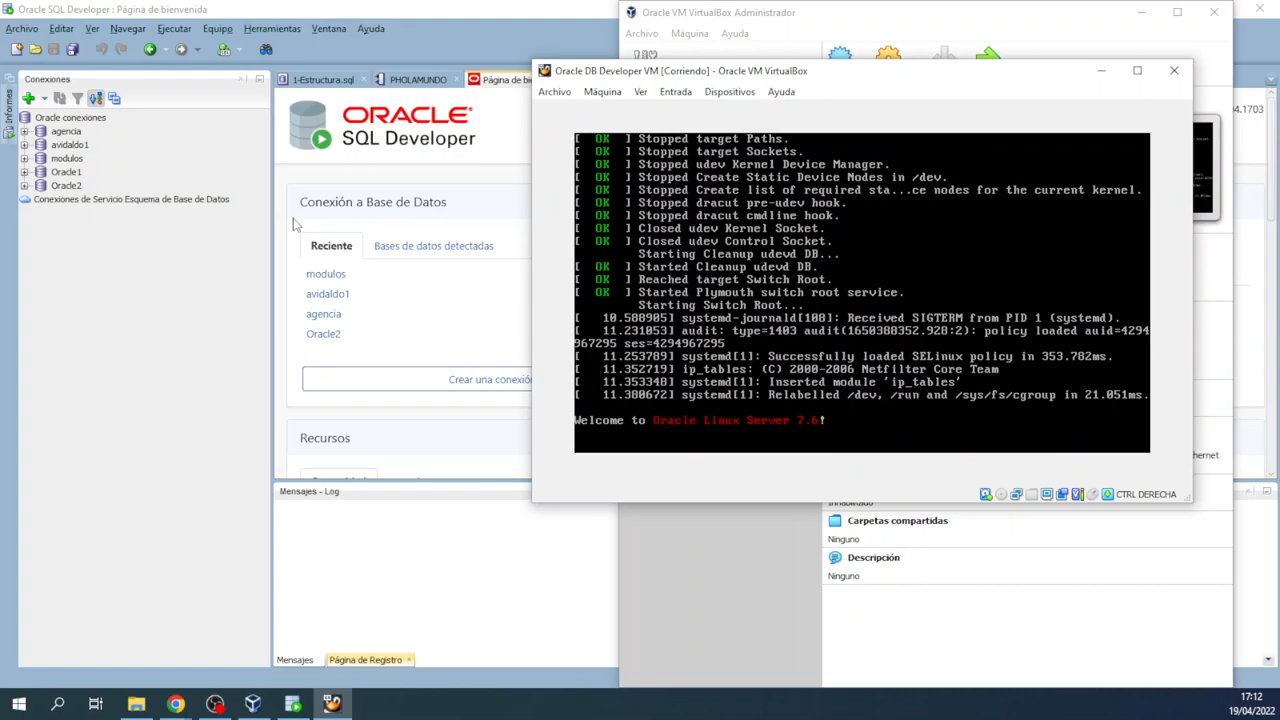 Oracle SQL Developer : Página de bienvenida
Archivo Editar Ver Navegar Ejecutar Equipo Herramientas Ventana Ayuda
Informes
Conexiones
Oracle conexiones
agencia
avidaldo1
modulos
Oracle1
Oracle2
Conexiones de Servicio Esquema de Base de Datos
1-Estructura.sql
PHOLAMUNDO
Página de bi
ORACLE
SQL Developer
Conexión a Base de Datos
Reciente
Bases de datos detectadas
modulos
avidaldo1
agencia
Oracle2
Crear una conexió
Recursos
Mensajes - Log
Mensajes
Página de Registro
Oracle VM VirtualBox Administrador
Archivo Máquina Ayuda
Oracle DB Developer VM [Corriendo] - Oracle VM VirtualBox
Archivo Máquina Ver Entrada Dispositivos Ayuda
[ OK ] Stopped target Paths.
[ OK ] Stopped target Sockets.
[ OK ] Stopped udev Kernel Device Manager.
[ OK ] Stopped Create Static Device Nodes in /dev.
[ OK ] Stopped Create list of required sta...ce nodes for the current kernel.
[ OK ] Stopped dracut pre-udev hook.
[ OK ] Stopped dracut cmdline hook.
[ OK ] Closed udev Kernel Socket.
[ OK ] Closed udev Control Socket.
Starting Cleanup udevd DB...
[ OK ] Started Cleanup udevd DB.
[ OK ] Reached target Switch Root.
[ OK ] Started Plymouth switch root service.
Starting Switch Root...
[ 10.588905] systemd-journald[108]: Received SIGTERM from PID 1 (systemd).
[ 11.231053] audit: type=1403 audit(1650388352.928:2): policy loaded auid=4294
967295 ses=4294967295
[ 11.253789] systemd[1]: Successfully loaded SELinux policy in 353.782ms.
[ 11.352719] ip_tables: (C) 2000-2006 Netfilter Core Team
[ 11.353348] systemd[1]: Inserted module 'ip_tables'
[ 11.380672] systemd[1]: Relabelled /dev, /run and /sys/fs/cgroup in 21.051ms.
Welcome to Oracle Linux Server 7.6!
CTRL DERECHA
04.1703
ethernet
Inhabilitado
Carpetas compartidas
Ninguno
Descripción
Ninguno
17:12
19/04/2022